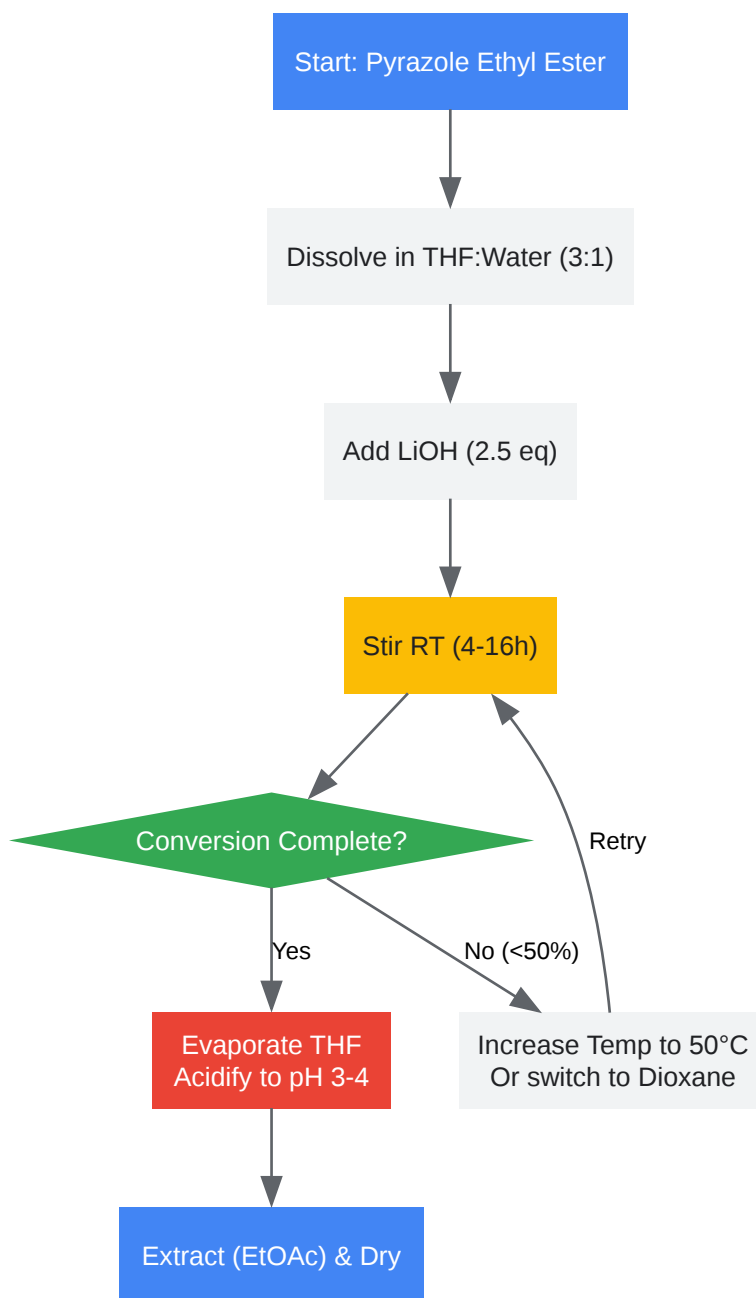 Start: Pyrazole Ethyl Ester
Dissolve in THF:Water (3:1)
Add LiOH (2.5 eq)
Stir RT (4-16h)
Conversion Complete?
Retry
Yes
No (<50%)
Evaporate THF
Acidify to pH 3-4
Increase Temp to 50°C
Or switch to Dioxane
Extract (EtOAc) & Dry